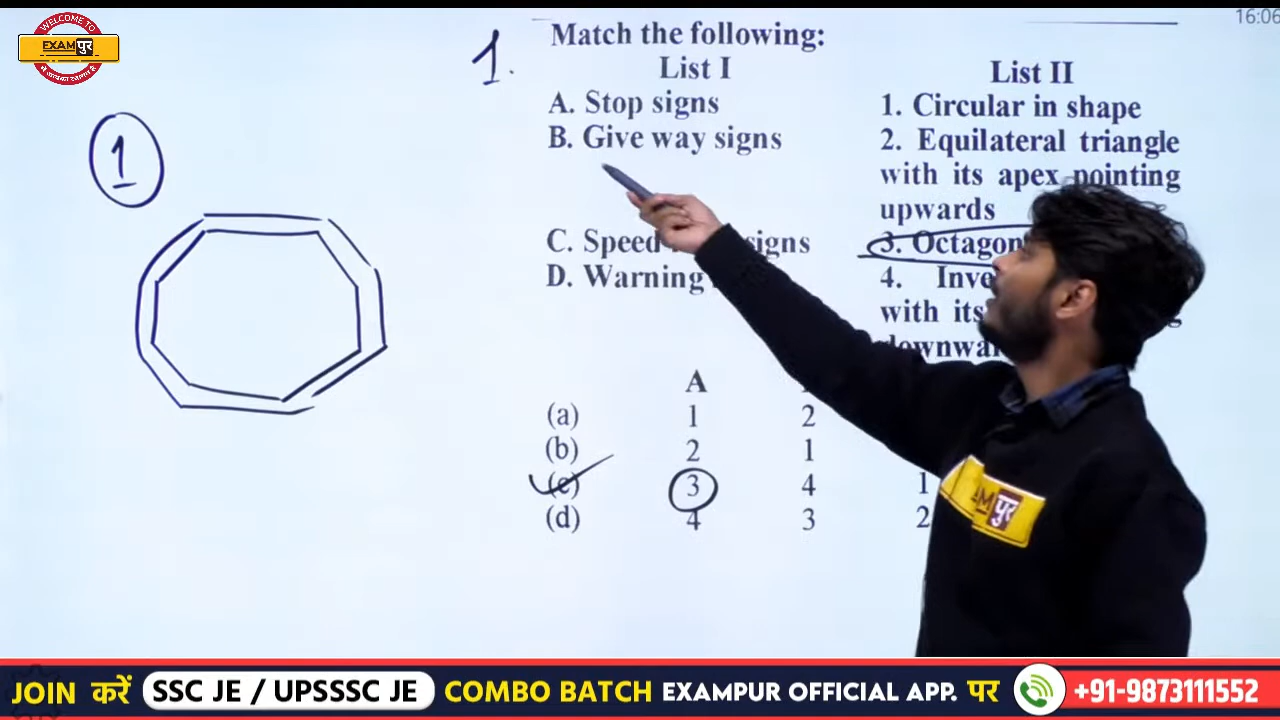 16:06
WELCOME TO
EXAMपुर
1.
Match the following:
List I
List II
A. Stop signs
1. Circular in shape
B. Give way signs
2. Equilateral triangle
with its apex pointing
upwards
C. Speed signs
3. Octagon
D. Warning
4.
with its
1
A
(a) 1 2
(b) 2 1
(c) 3 4 1
(d) 4 3 2
पुर
JOIN करें SSC JE / UPSSSC JE COMBO BATCH EXAMPUR OFFICIAL APP. पर +91-9873111552